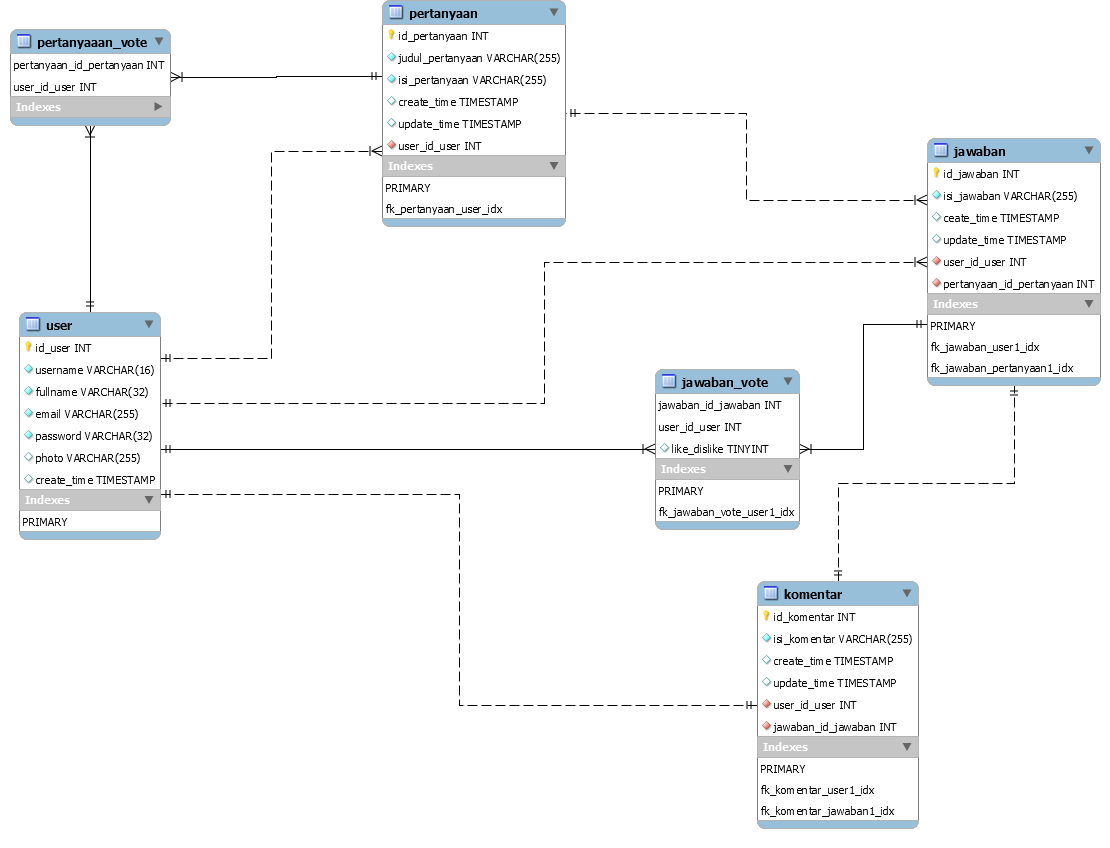 pertanyaaan_vote
pertanyaan_id_pertanyaan INT
user_id_user INT
Indexes
pertanyaan
id_pertanyaan INT
judul_pertanyaan VARCHAR(255)
isi_pertanyaan VARCHAR(255)
create_time TIMESTAMP
update_time TIMESTAMP
user_id_user INT
Indexes
PRIMARY
fk_pertanyaan_user_idx
jawaban
id_jawaban INT
isi_jawaban VARCHAR(255)
ceate_time TIMESTAMP
update_time TIMESTAMP
user_id_user INT
pertanyaan_id_pertanyaan INT
Indexes
PRIMARY
fk_jawaban_user1_idx
fk_jawaban_pertanyaan1_idx
user
id_user INT
username VARCHAR(16)
fullname VARCHAR(32)
email VARCHAR(255)
password VARCHAR(32)
photo VARCHAR(255)
create_time TIMESTAMP
Indexes
PRIMARY
jawaban_vote
jawaban_id_jawaban INT
user_id_user INT
like_dislike TINYINT
Indexes
PRIMARY
fk_jawaban_vote_user1_idx
komentar
id_komentar INT
isi_komentar VARCHAR(255)
create_time TIMESTAMP
update_time TIMESTAMP
user_id_user INT
jawaban_id_jawaban INT
Indexes
PRIMARY
fk_komentar_user1_idx
fk_komentar_jawaban1_idx